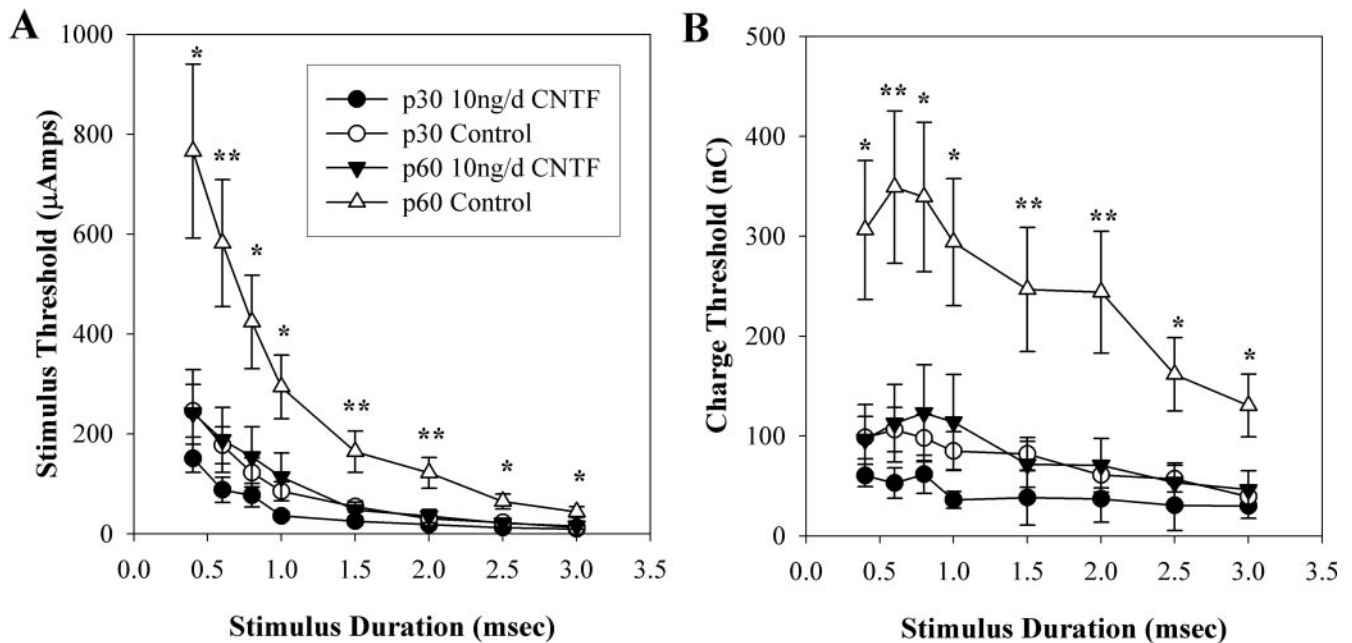 A
1000
800
600
400
200
0
Stimulus Threshold (μAmps)
* ** * * ** ** * *
p30 10ng/d CNTF
p30 Control
p60 10ng/d CNTF
p60 Control
0.0 0.5 1.0 1.5 2.0 2.5 3.0 3.5
Stimulus Duration (msec)
B
500
400
300
200
100
0
Charge Threshold (nC)
* ** * * ** ** * *
0.0 0.5 1.0 1.5 2.0 2.5 3.0 3.5
Stimulus Duration (msec)